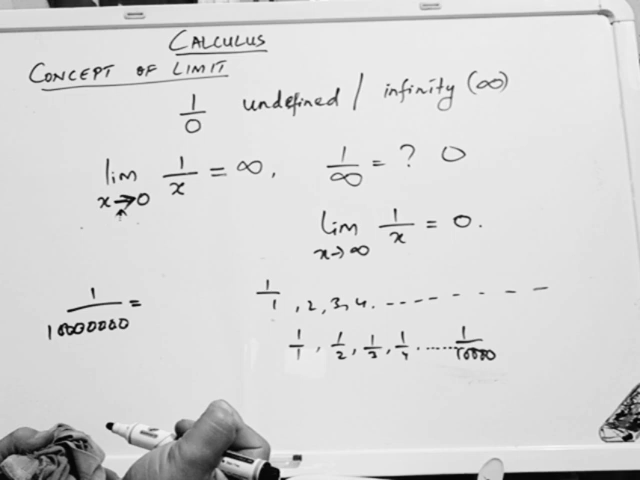 CALCULUS
CONCEPT OF LIMIT
1/0 undefined / infinity (∞)
lim x→0 1/x = ∞, 1/∞ = ? 0
lim x→∞ 1/x = 0.
1/10000000 =
1/1, 2, 3, 4. - - - - - - - -
1/1, 1/2, 1/3, 1/4 ...... 1/10000